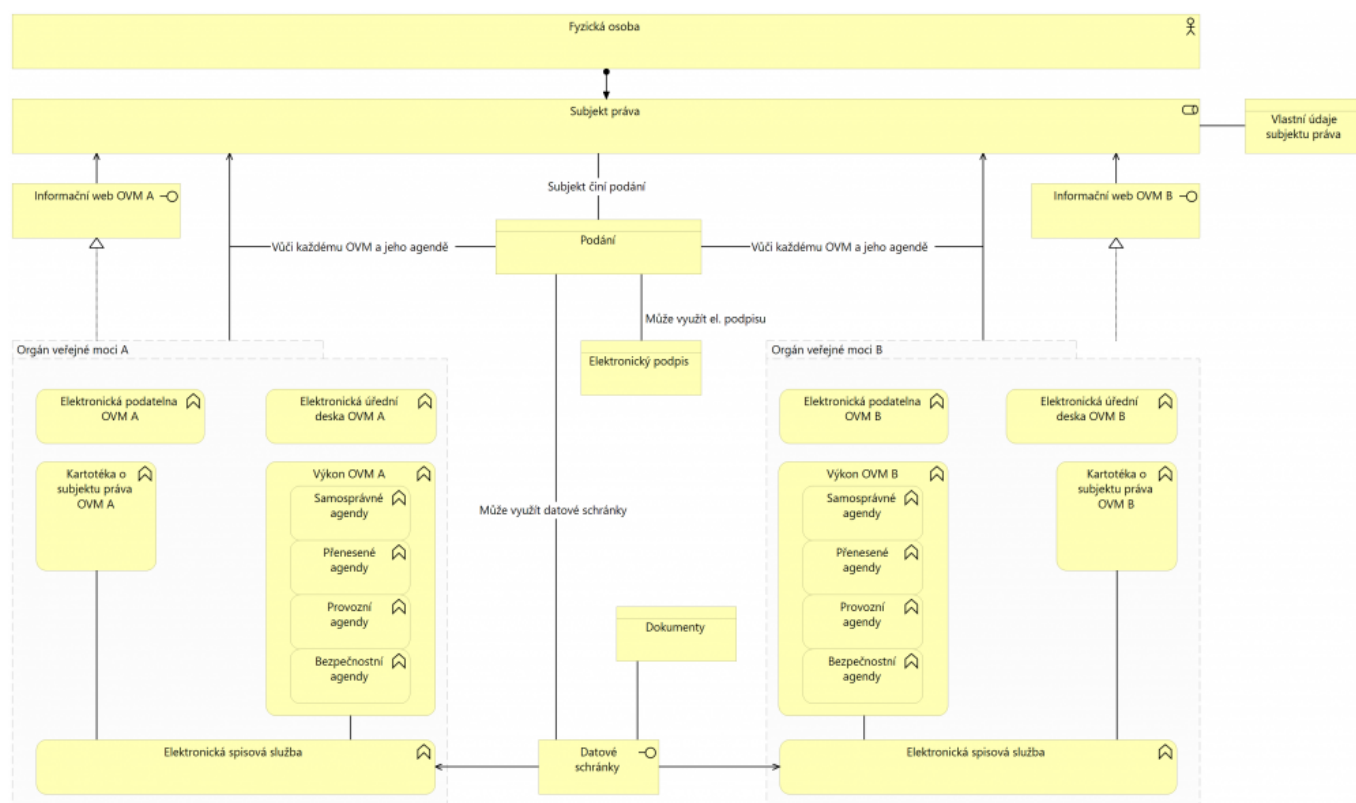 Fyzická osoba
Subjekt práva
Vlastní údaje
subjektu práva
Informační web OVM A
Subjekt činí podání
Informační web OVM B
Podání
Vůči každému OVM a jeho agendě
Vůči každému OVM a jeho agendě
Může využít el. podpisu
Elektronický podpis
Orgán veřejné moci A
Elektronická podatelna
OVM A
Elektronická úřední
deska OVM A
Kartotéka o
subjektu práva
OVM A
Výkon OVM A
Samosprávné
agendy
Přenesené
agendy
Provozní
agendy
Bezpečnostní
agendy
Elektronická spisová služba
Může využít datové schránky
Dokumenty
Datové
schránky
Orgán veřejné moci B
Elektronická podatelna
OVM B
Elektronická úřední
deska OVM B
Výkon OVM B
Samosprávné
agendy
Přenesené
agendy
Provozní
agendy
Bezpečnostní
agendy
Kartotéka o
subjektu práva
OVM B
Elektronická spisová služba